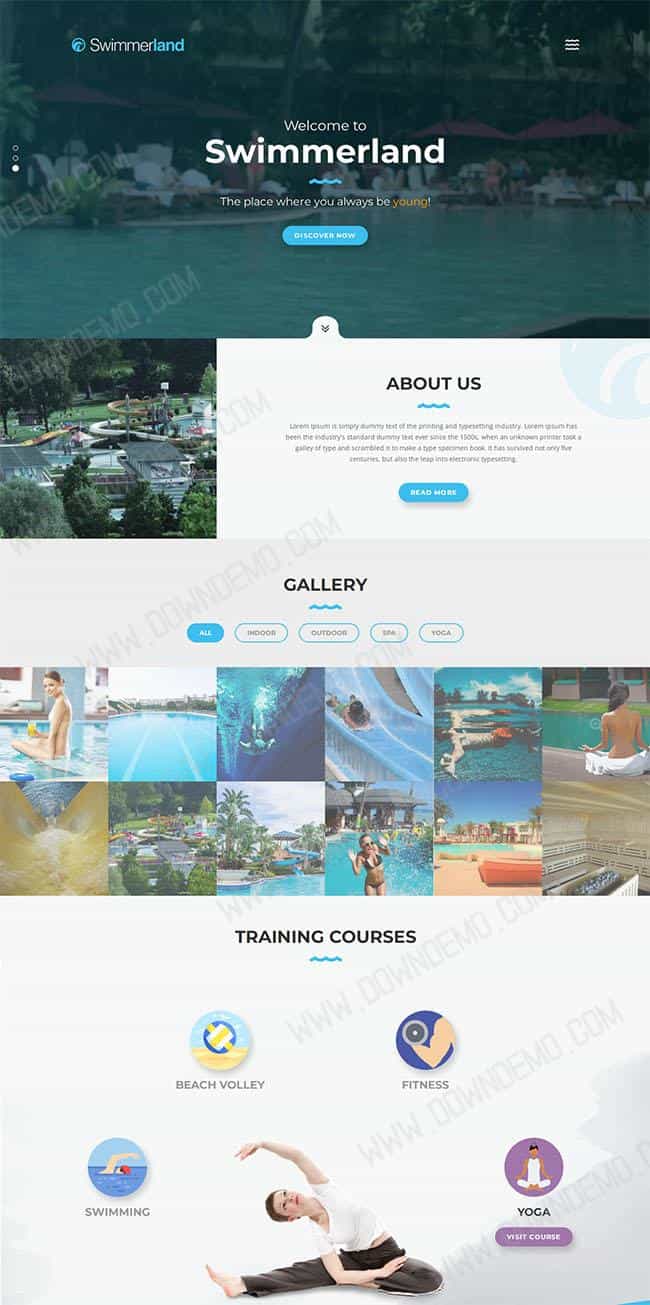 Swimmerland
Welcome to
Swimmerland
The place where you always be young!
DISCOVER NOW
ABOUT US
Lorem Ipsum is simply dummy text of the printing and typesetting industry. Lorem Ipsum has
been the industry's standard dummy text ever since the 1500s, when an unknown printer took a
galley of type and scrambled it to make a type specimen book. It has survived not only five
centuries, but also the leap into electronic typesetting.
READ MORE
GALLERY
ALL
INDOOR
OUTDOOR
SPA
YOGA
TRAINING COURSES
BEACH VOLLEY
FITNESS
SWIMMING
YOGA
VISIT COURSE
WWW.DOWNDEMO.COM